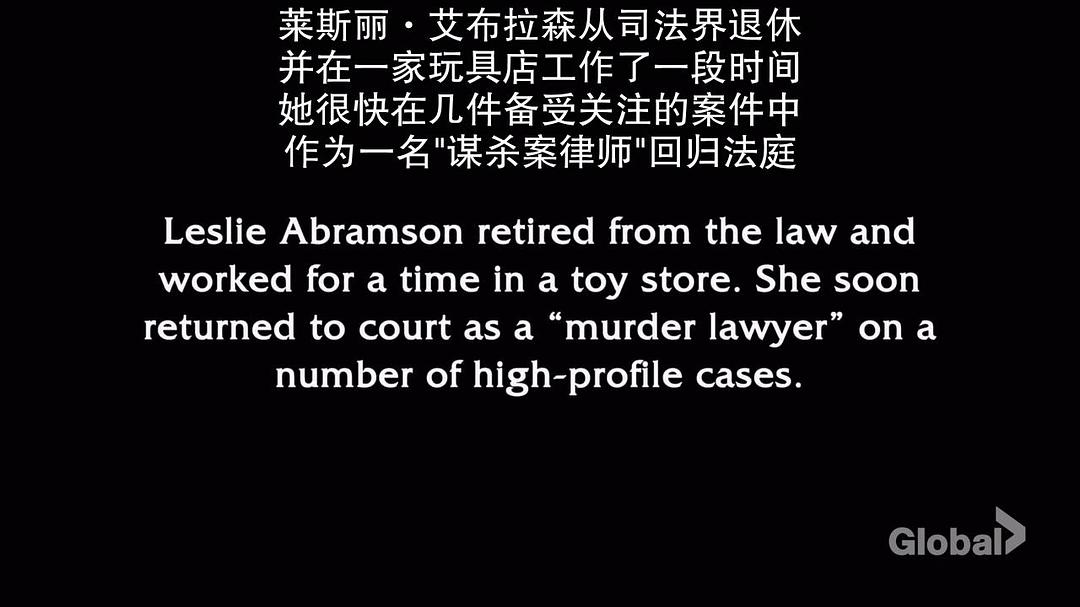 莱斯丽·艾布拉森从司法界退休
并在一家玩具店工作了一段时间
她很快在几件备受关注的案件中
作为一名"谋杀案律师"回归法庭
Leslie Abramson retired from the law and
worked for a time in a toy store. She soon
returned to court as a “murder lawyer” on a
number of high-profile cases.
Global